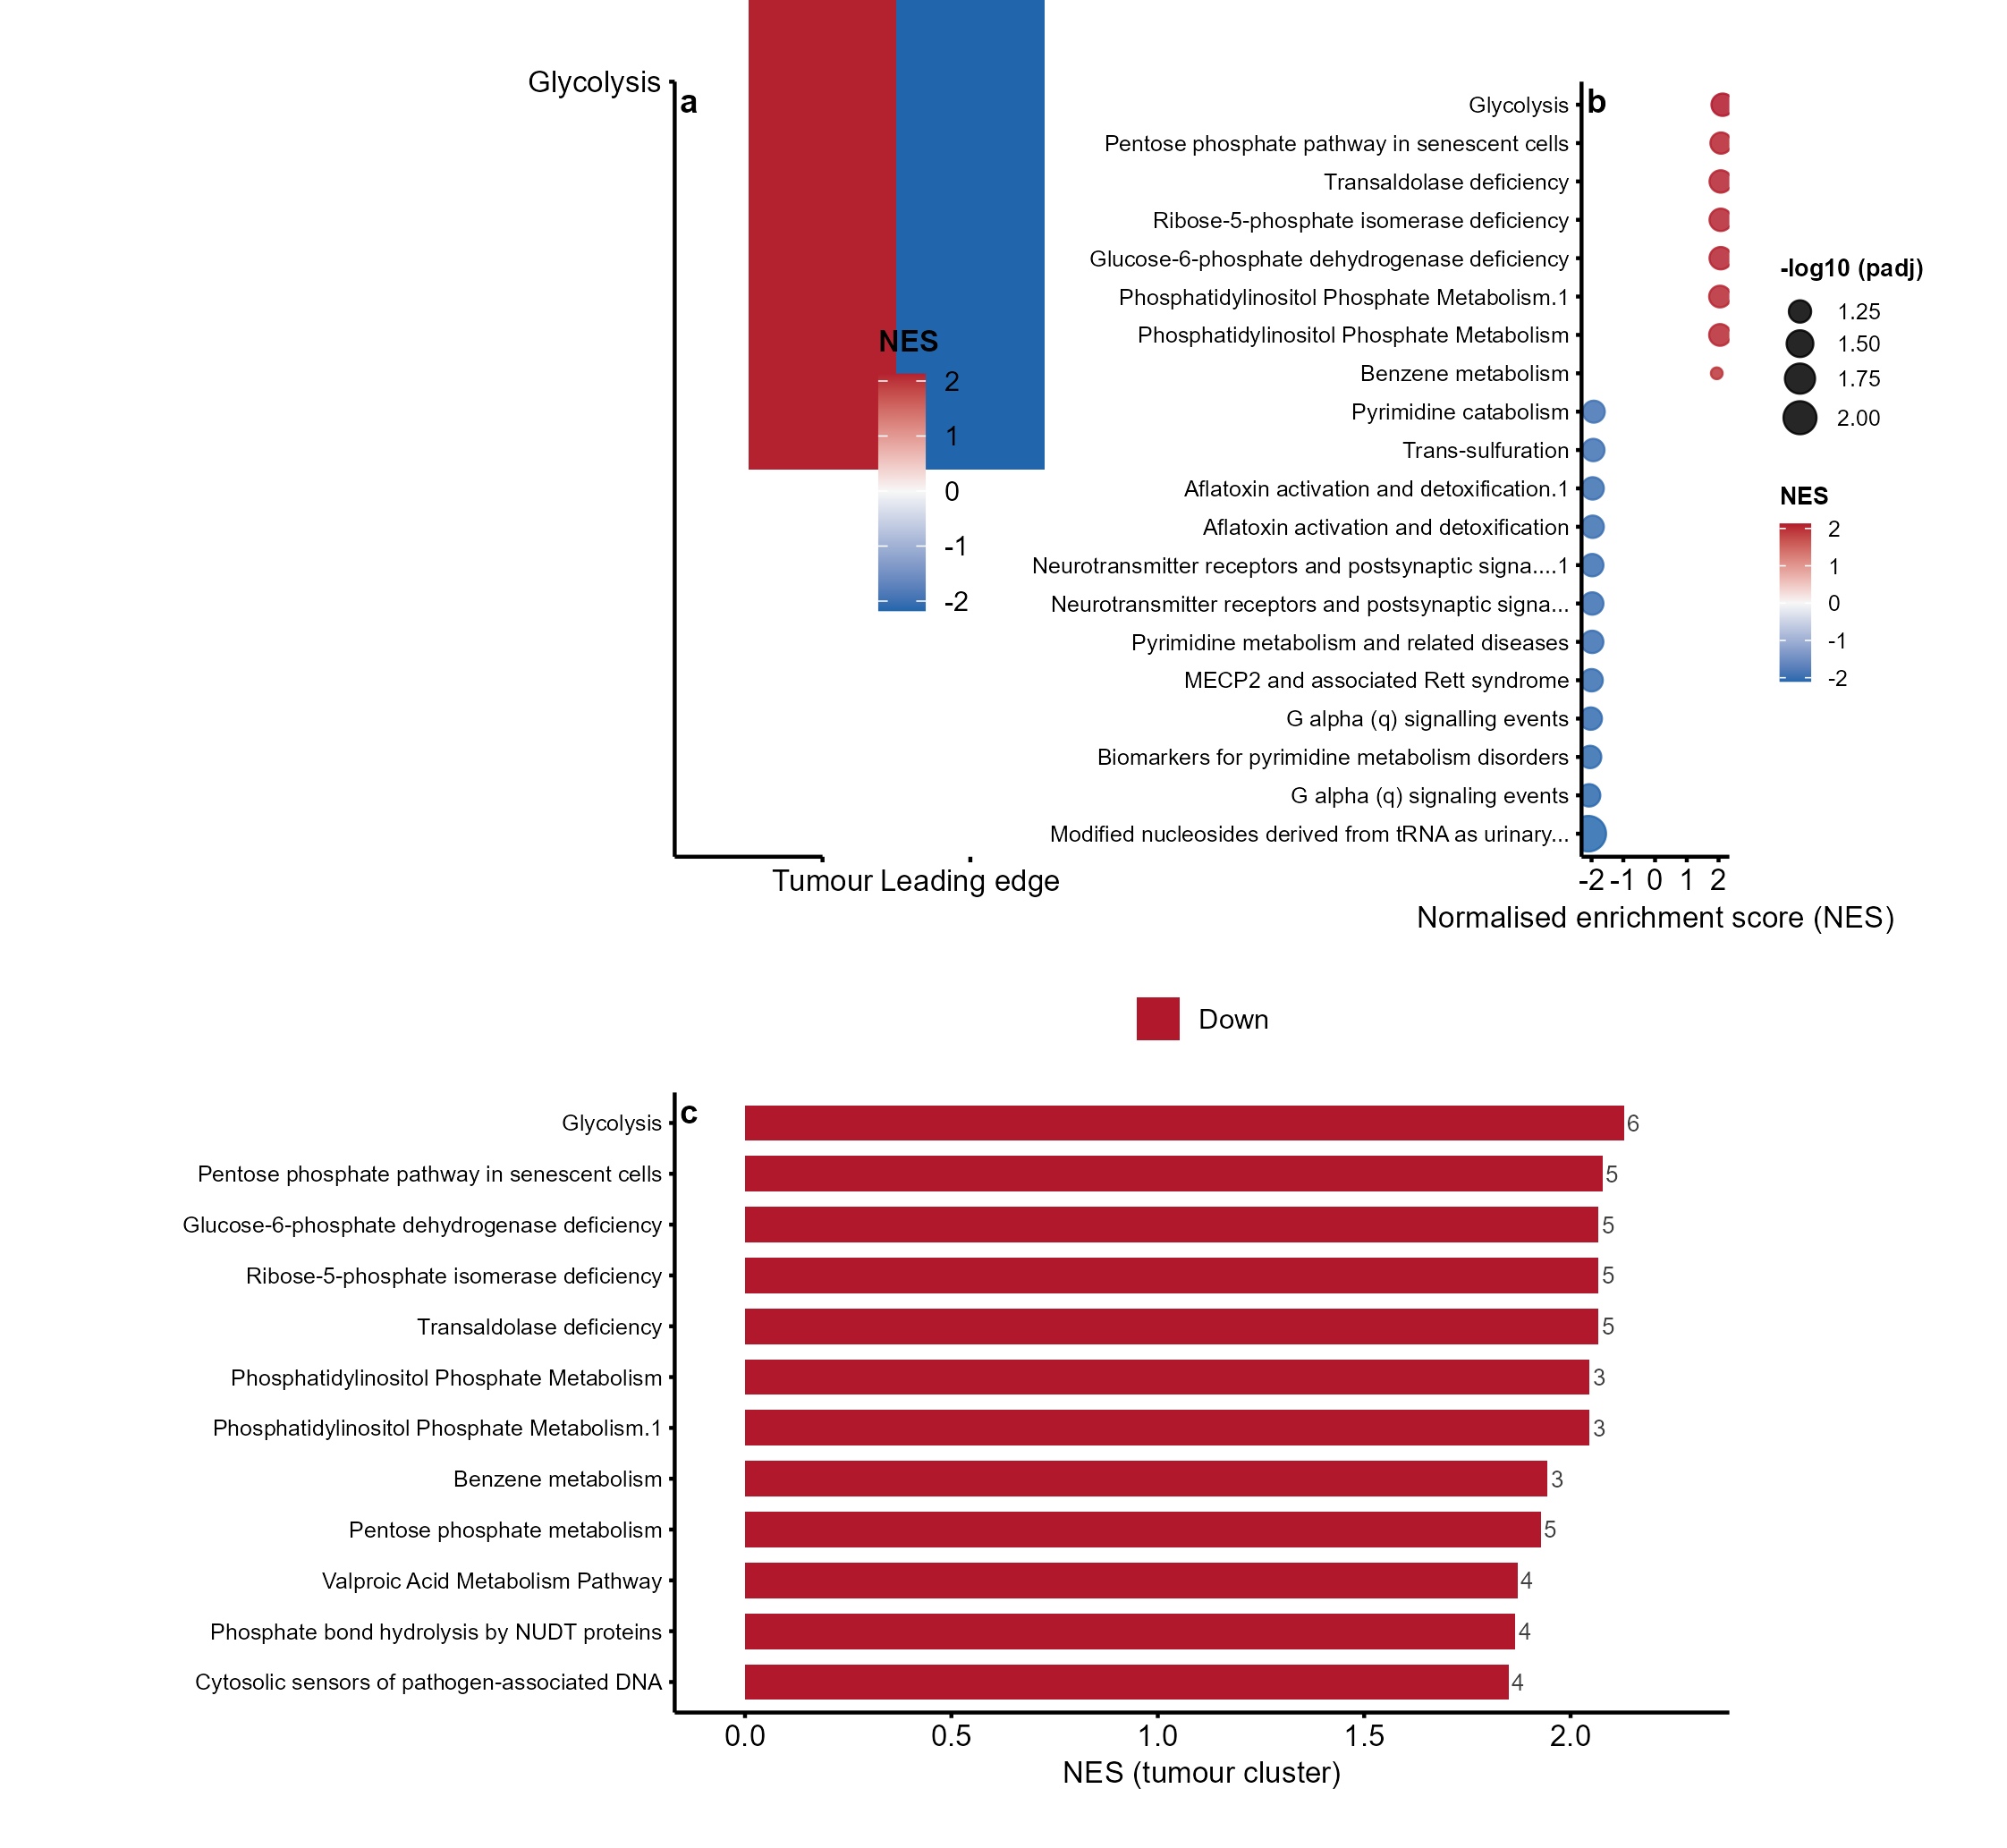 Glycolysis
a
NES
2
1
0
-1
-2
Tumour Leading edge
b
Glycolysis
Pentose phosphate pathway in senescent cells
Transaldolase deficiency
Ribose-5-phosphate isomerase deficiency
Glucose-6-phosphate dehydrogenase deficiency
Phosphatidylinositol Phosphate Metabolism.1
Phosphatidylinositol Phosphate Metabolism
Benzene metabolism
Pyrimidine catabolism
Trans-sulfuration
Aflatoxin activation and detoxification.1
Aflatoxin activation and detoxification
Neurotransmitter receptors and postsynaptic signa....1
Neurotransmitter receptors and postsynaptic signa...
Pyrimidine metabolism and related diseases
MECP2 and associated Rett syndrome
G alpha (q) signalling events
Biomarkers for pyrimidine metabolism disorders
G alpha (q) signaling events
Modified nucleosides derived from tRNA as urinary...
-2 -1 0 1 2
Normalised enrichment score (NES)
-log10 (padj)
1.25
1.50
1.75
2.00
NES
2
1
0
-1
-2
Down
c
Glycolysis 6
Pentose phosphate pathway in senescent cells 5
Glucose-6-phosphate dehydrogenase deficiency 5
Ribose-5-phosphate isomerase deficiency 5
Transaldolase deficiency 5
Phosphatidylinositol Phosphate Metabolism 3
Phosphatidylinositol Phosphate Metabolism.1 3
Benzene metabolism 3
Pentose phosphate metabolism 5
Valproic Acid Metabolism Pathway 4
Phosphate bond hydrolysis by NUDT proteins 4
Cytosolic sensors of pathogen-associated DNA 4
0.0 0.5 1.0 1.5 2.0
NES (tumour cluster)